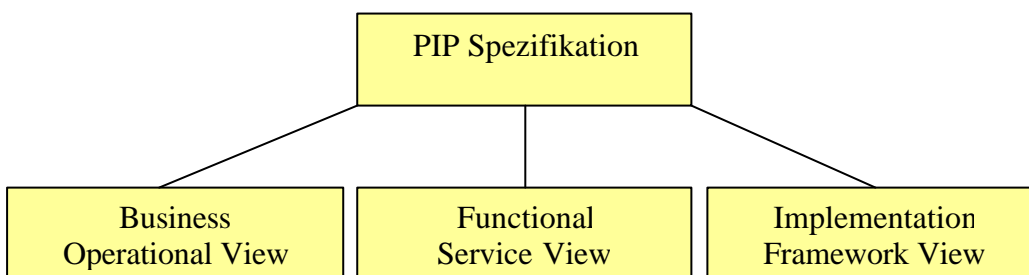 PIP Spezifikation
Business
Operational View
Functional
Service View
Implementation
Framework View